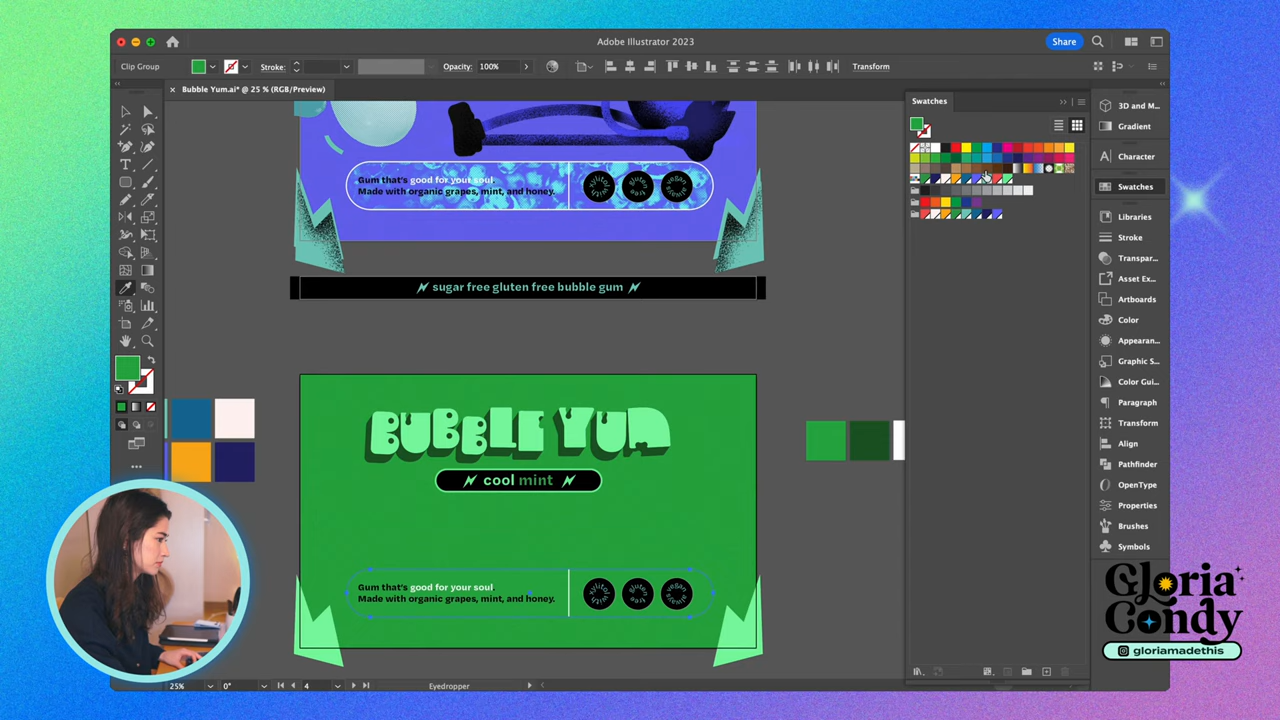 Adobe Illustrator 2023
Share
Clip Group
Stroke:
Opacity:
100%
Transform
Bubble Yum.ai* @ 25 % (RGB/Preview)
Swatches
3D and M...
Gradient
Character
Swatches
Libraries
Stroke
Transpar...
Asset Ex...
Artboards
Color
Appearan...
Graphic S...
Color Gui...
Paragraph
Transform
Align
Pathfinder
OpenType
Properties
Brushes
Symbols
Gum that's good for your soul.
Made with organic grapes, mint, and honey.
sugar free gluten free bubble gum
BUBBLE YUM
cool mint
Gum that's good for your soul.
Made with organic grapes, mint, and honey.
25%
0°
4
Eyedropper
Gloria
Condy
gloriamadethis